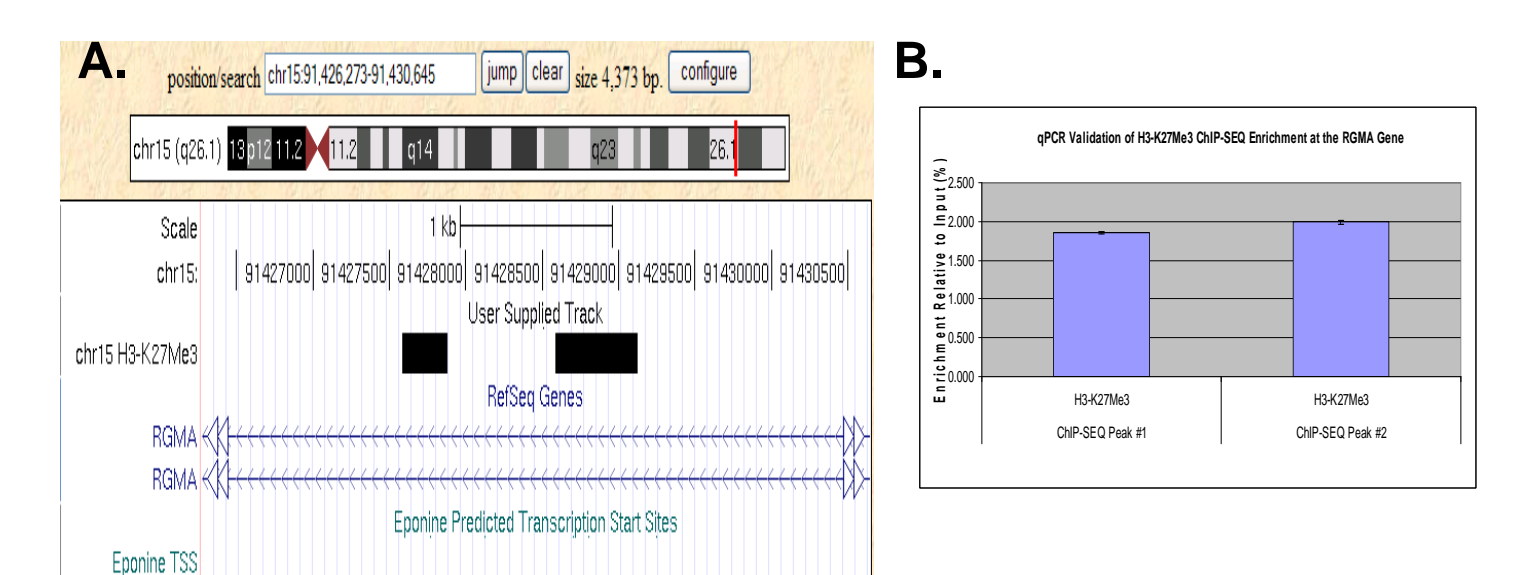 A.
position/search chr15:91,426,273-91,430,645 jump clear size 4,373 bp. configure
chr15 (q26.1) 13 p12 11.2 11.2 q14 q23 26.1
Scale 1 kb
chr15: 91427000 91427500 91428000 91428500 91429000 91429500 91430000 91430500
User Supplied Track
chr15 H3-K27Me3
RefSeq Genes
RGMA
RGMA
Eponine Predicted Transcription Start Sites
Eponine TSS
B.
qPCR Validation of H3-K27Me3 ChIP-SEQ Enrichment at the RGMA Gene
Enrichment Relative to Input (%)
2.500
2.000
1.500
1.000
0.500
0.000
H3-K27Me3 H3-K27Me3
ChIP-SEQ Peak #1 ChIP-SEQ Peak #2